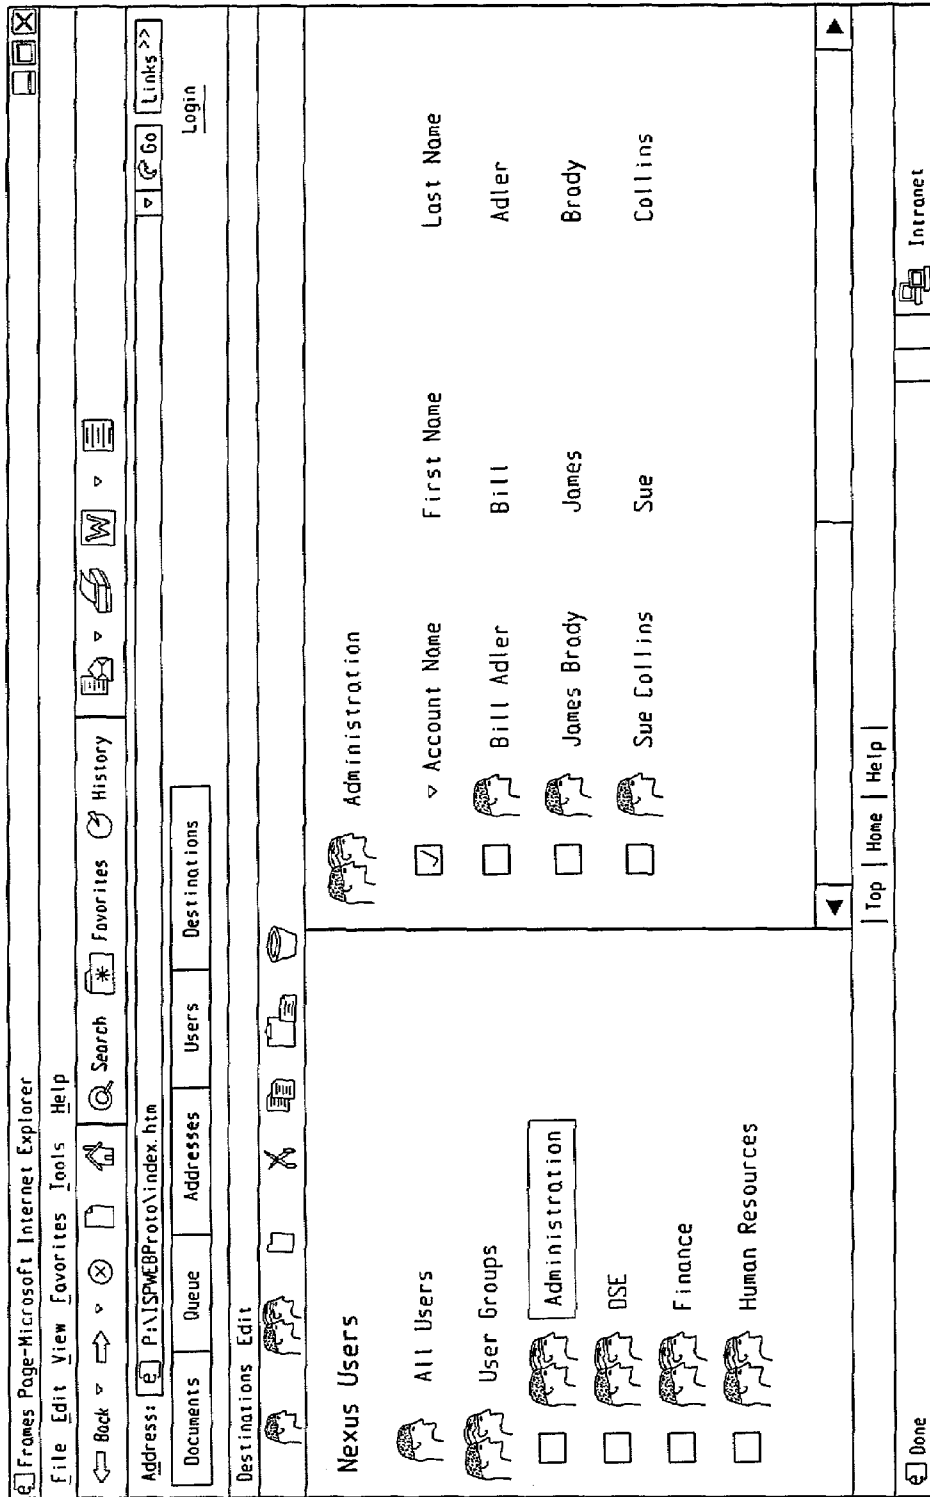 Frames Page-Microsoft Internet Explorer
File Edit View Favorites Tools Help
Back Search Favorites History W
Address: e P:\ISPWEBProto\index.htm Go Links >>
Documents Queue Addresses Users Destinations Login
Destinations Edit
Nexus Users
All Users
User Groups
Administration
DSE
Finance
Human Resources
Administration
Account Name First Name Last Name
Bill Adler Bill Adler
James Brady James Brady
Sue Collins Sue Collins
|Top |Home |Help|
e Done Intranet